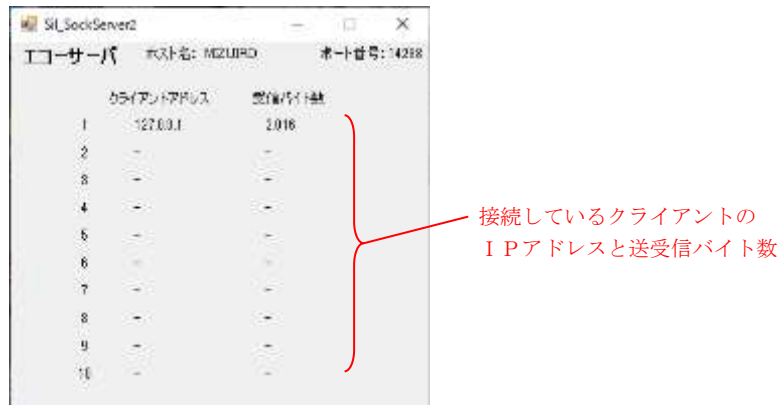 Sil_SockServer2
エコーサーバ ホスト名: MIZUIRO ポート番号: 14288
クライアントアドレス 受信バイト数
1 127.0.0.1 2,016
2 - -
3 - -
4 - -
5 - -
6 - -
7 - -
8 - -
9 - -
10 - -
接続しているクライアントの
ＩＰアドレスと送受信バイト数